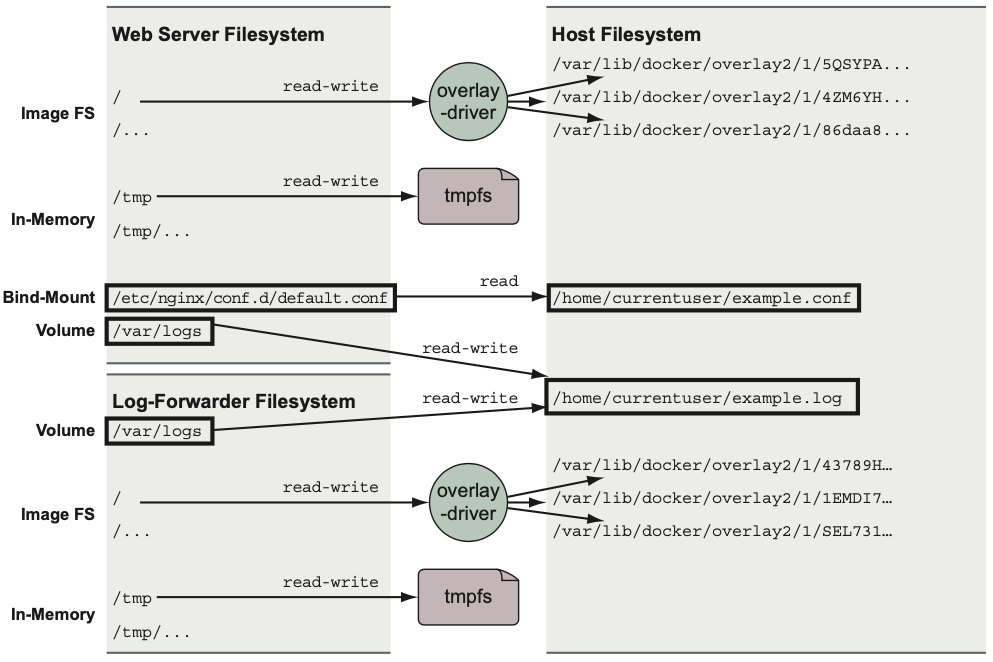 Web Server Filesystem
Host Filesystem
/var/lib/docker/overlay2/1/5QSYPA...
Image FS
/
read-write
overlay
-driver
/var/lib/docker/overlay2/1/4ZM6YH...
/...
/var/lib/docker/overlay2/1/86daa8...
In-Memory
/tmp
read-write
tmpfs
/tmp/...
Bind-Mount
/etc/nginx/conf.d/default.conf
read
/home/currentuser/example.conf
Volume
/var/logs
read-write
Log-Forwarder Filesystem
read-write
/home/currentuser/example.log
Volume
/var/logs
/var/lib/docker/overlay2/1/43789H…
Image FS
/
read-write
overlay
-driver
/var/lib/docker/overlay2/1/1EMDI7…
/...
/var/lib/docker/overlay2/1/SEL731…
In-Memory
/tmp
read-write
tmpfs
/tmp/...